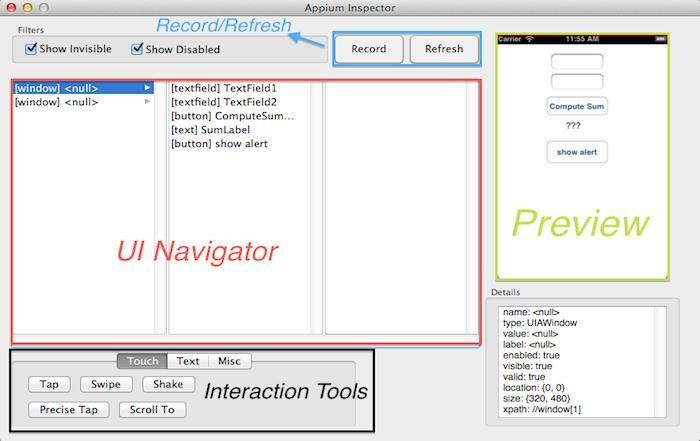 Appium Inspector
Filters
Show Invisible
Show Disabled
Record/Refresh
Record
Refresh
[window] <null>
[window] <null>
[textfield] TextField1
[textfield] TextField2
[button] ComputeSum...
[text] SumLabel
[button] show alert
UI Navigator
Carrier
11:55 AM
Compute Sum
???
show alert
Preview
Touch
Text
Misc
Tap
Swipe
Shake
Precise Tap
Scroll To
Interaction Tools
Details
name: <null>
type: UIAWindow
value: <null>
label: <null>
enabled: true
visible: true
valid: true
location: {0, 0}
size: {320, 480}
xpath: //window[1]